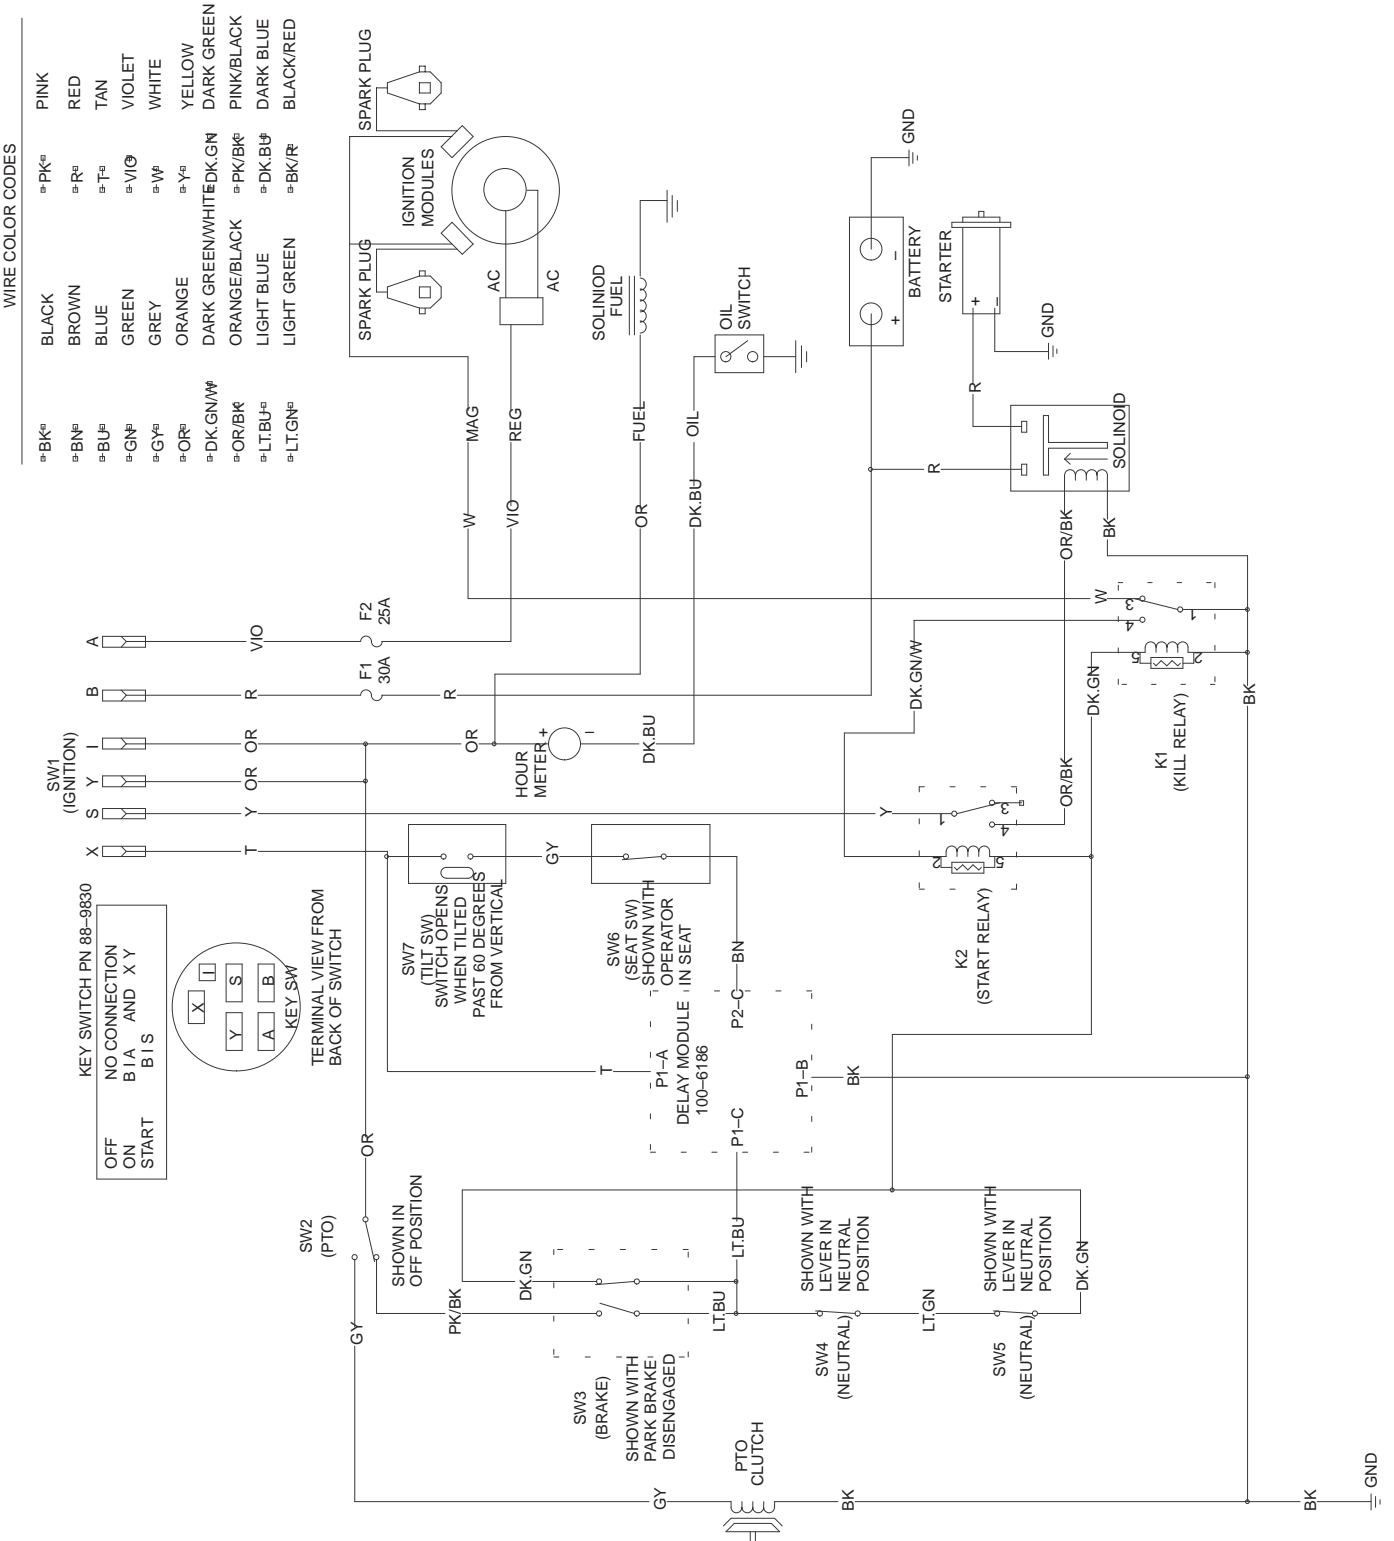 WIRE COLOR CODES
BK BLACK PK PINK
BN BROWN R RED
BU BLUE T TAN
GN GREEN VIO VIOLET
GY GREY W WHITE
OR ORANGE Y YELLOW
DK.GN/W DARK GREEN/WHITE DK.GN DARK GREEN
OR/BK ORANGE/BLACK PK/BK PINK/BLACK
LT.BU LIGHT BLUE DK.BU DARK BLUE
LT.GN LIGHT GREEN BK/R BLACK/RED
SPARK PLUG
SPARK PLUG
IGNITION
MODULES
AC
AC
MAG
REG
W
VIO
SOLINIOD
FUEL
FUEL
OR
OIL
SWITCH
OIL
DK.BU
BATTERY
+
–
GND
STARTER
+
–
GND
R
R
SOLINOID
OR/BK
BK
SW1
(IGNITION)
A
B
I
Y
S
X
VIO
R
OR
OR
Y
T
F2
25A
F1
30A
R
OR
HOUR
METER
+
–
DK.BU
W
3
4
1
5
2
K1
(KILL RELAY)
DK.GN/W
DK.GN
BK
OR/BK
Y
1
3
4
2
5
K2
(START RELAY)
KEY SWITCH PN 88–9830
OFF NO CONNECTION
ON B I A AND X Y
START B I S
X
I
Y
S
A
B
KEY SW
TERMINAL VIEW FROM
BACK OF SWITCH
SW7
(TILT SW)
SWITCH OPENS
WHEN TILTED
PAST 60 DEGREES
FROM VERTICAL
GY
SW6
(SEAT SW)
SHOWN WITH
OPERATOR
IN SEAT
BN
T
P1–A
P2–C
DELAY MODULE
100–6186
P1–C
P1–B
BK
OR
SW2
(PTO)
SHOWN IN
OFF POSITION
GY
PK/BK
DK.GN
LT.BU
LT.BU
SW3
(BRAKE)
SHOWN WITH
PARK BRAKE
DISENGAGED
SHOWN WITH
LEVER IN
NEUTRAL
POSITION
SW4
(NEUTRAL)
LT.GN
SHOWN WITH
LEVER IN
NEUTRAL
POSITION
SW5
(NEUTRAL)
DK.GN
GY
PTO
CLUTCH
BK
BK
GND